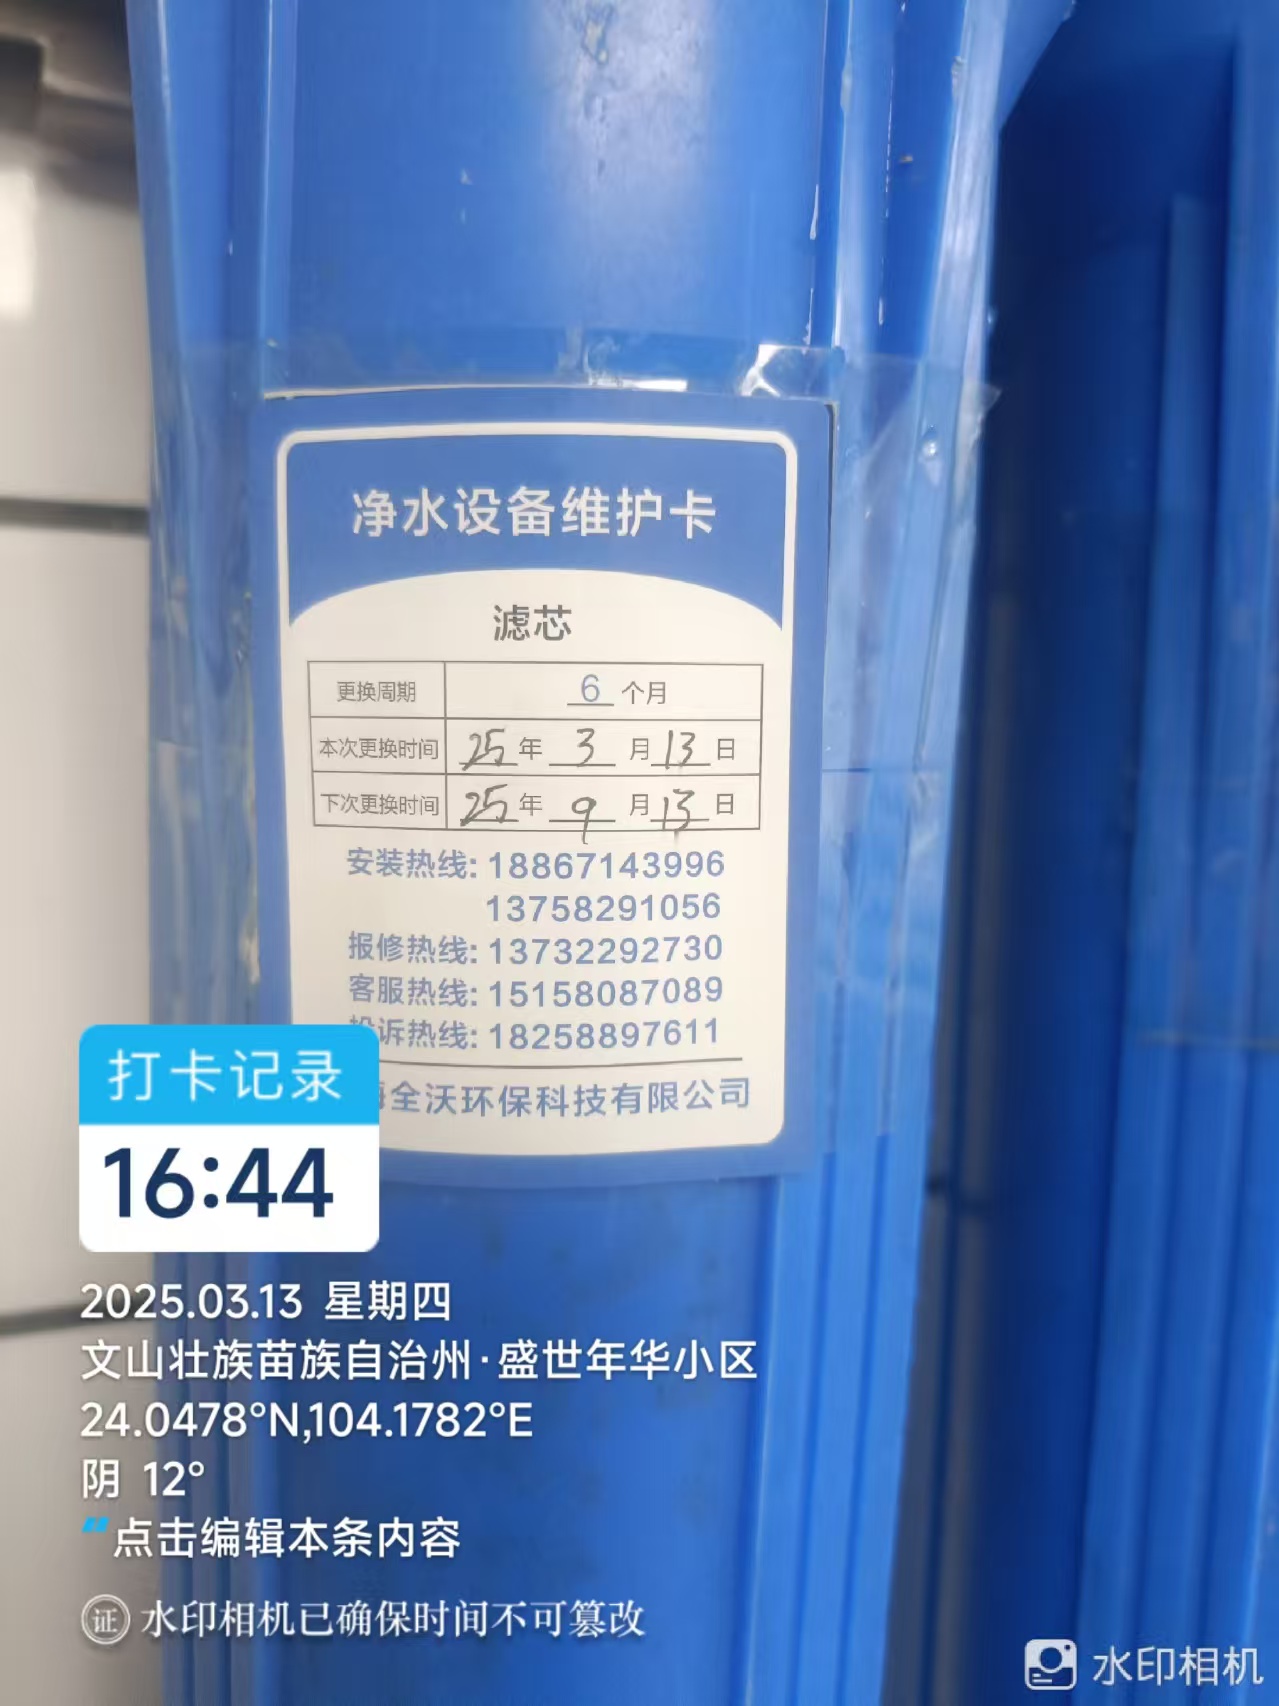 净水设备维护卡
滤芯
更换周期 6 个月
本次更换时间 25 年 3 月 13 日
下次更换时间 25 年 9 月 13 日
安装热线: 18867143996
13758291056
报修热线: 13732292730
客服热线: 15158087089
诉热线: 18258897611
全沃环保科技有限公司
打卡记录
16:44
2025.03.13 星期四
文山壮族苗族自治州·盛世年华小区
24.0478°N,104.1782°E
阴 12°
点击编辑本条内容
证 水印相机已确保时间不可篡改
水印相机